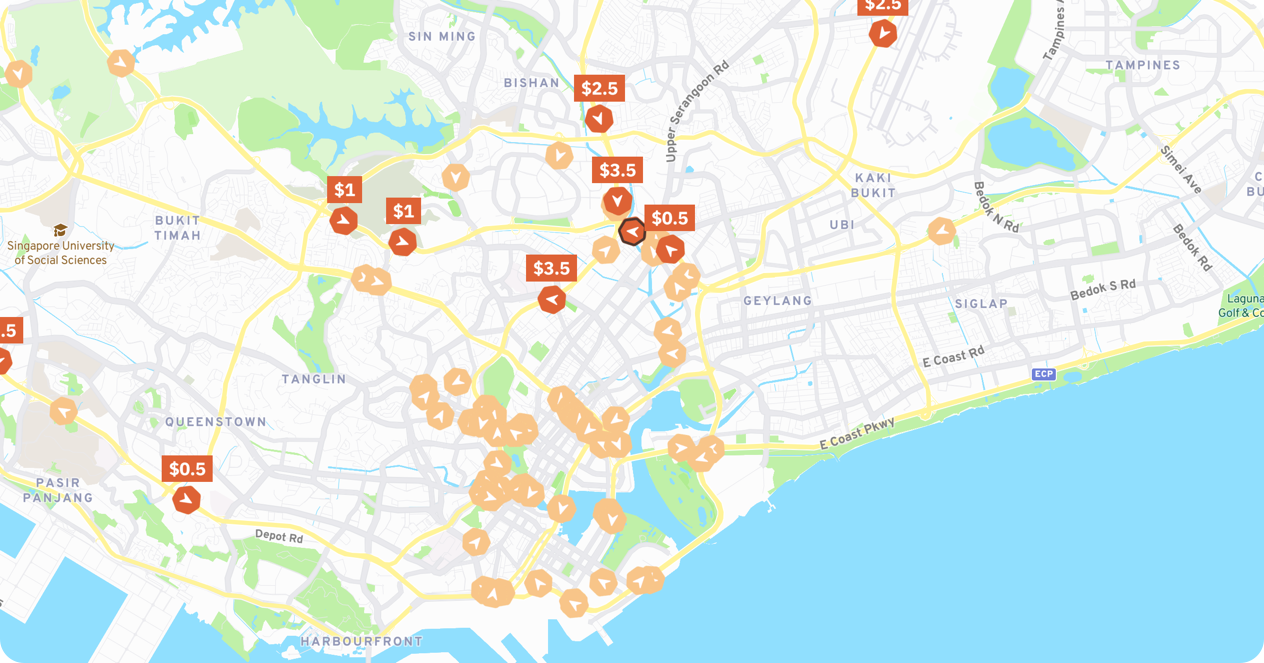 $2.5
SIN MING
Tampines
TAMPINES
BISHAN
$2.5
Upper Serangoon Rd
$3.5
$1
$1
$0.5
KAKI
BUKIT
Simei Ave
BUKIT
TIMAH
UBI
Bedok N Rd
Bedok Rd
Singapore University
of Social Sciences
$3.5
GEYLANG
SIGLAP
Bedok S Rd
Laguna
Golf & Co
.5
E Coast Rd
ECP
TANGLIN
QUEENSTOWN
E Coast Pkwy
$0.5
PASIR
PANJANG
Depot Rd
HARBOURFRONT